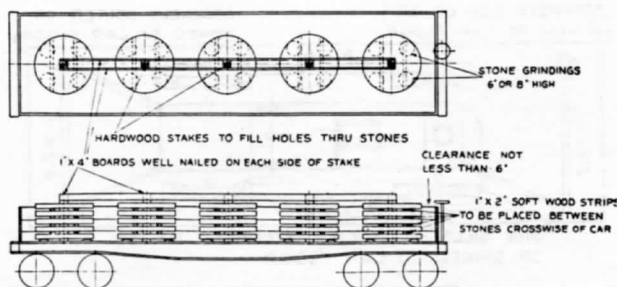 STONE GRINDINGS
6" OR 8" HIGH
HARDWOOD STAKES TO FILL HOLES THRU STONES
1"X 4" BOARDS WELL NAILED ON EACH SIDE OF STAKE
CLEARANCE NOT
LESS THAN 6"
1" X 2" SOFT WOOD STRIPS
TO BE PLACED BETWEEN
STONES CROSSWISE OF CAR